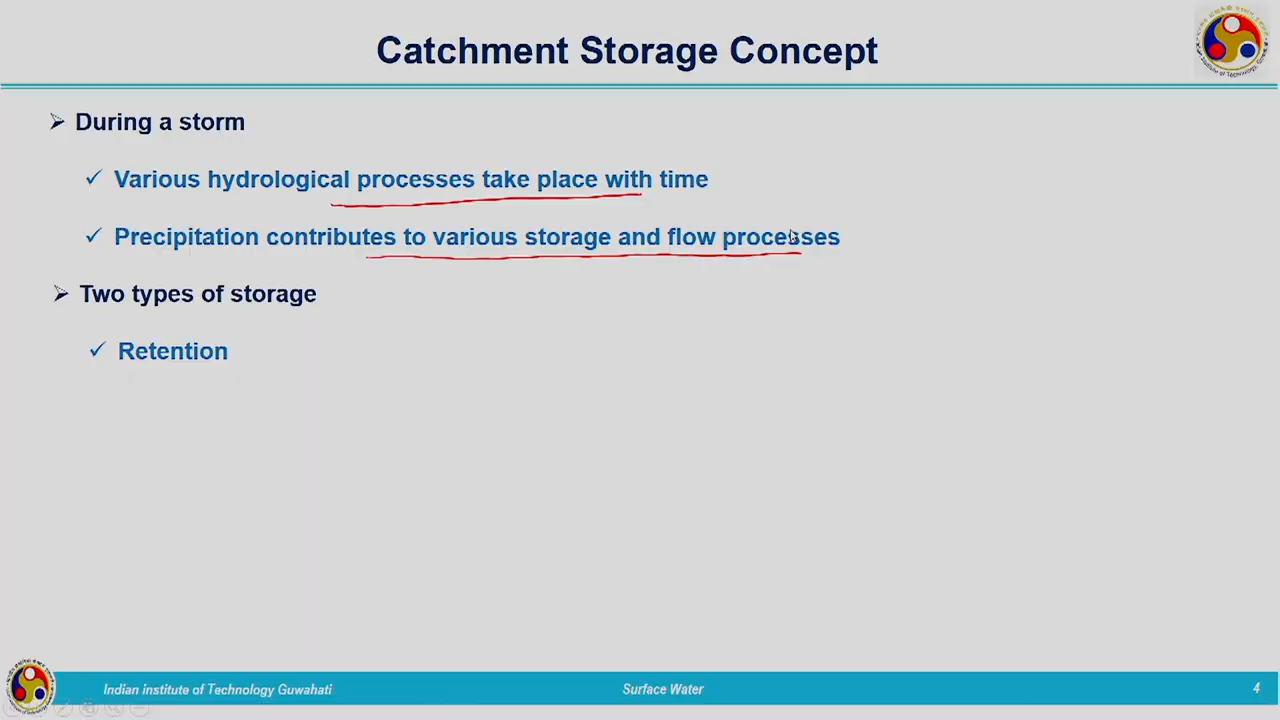 Catchment Storage Concept
During a storm
Various hydrological processes take place with time
Precipitation contributes to various storage and flow processes
Two types of storage
Retention
Indian institute of Technology Guwahati
Surface Water
4